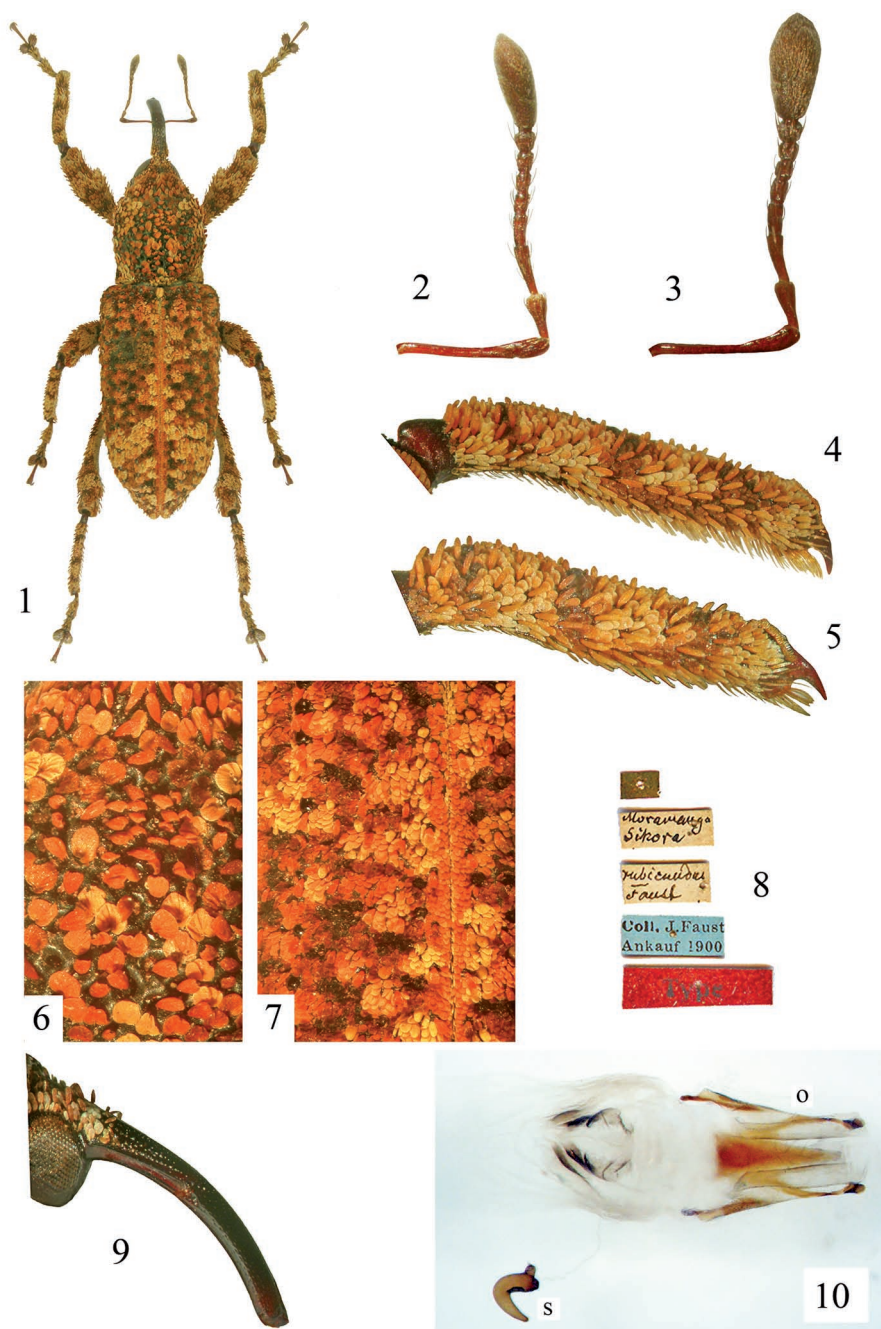 1
2
3
4
5
6
7
8
Moramanga
Sikora
rubicundus
Faust
Coll. J. Faust
Ankauf 1900
Type
9
10
o
s